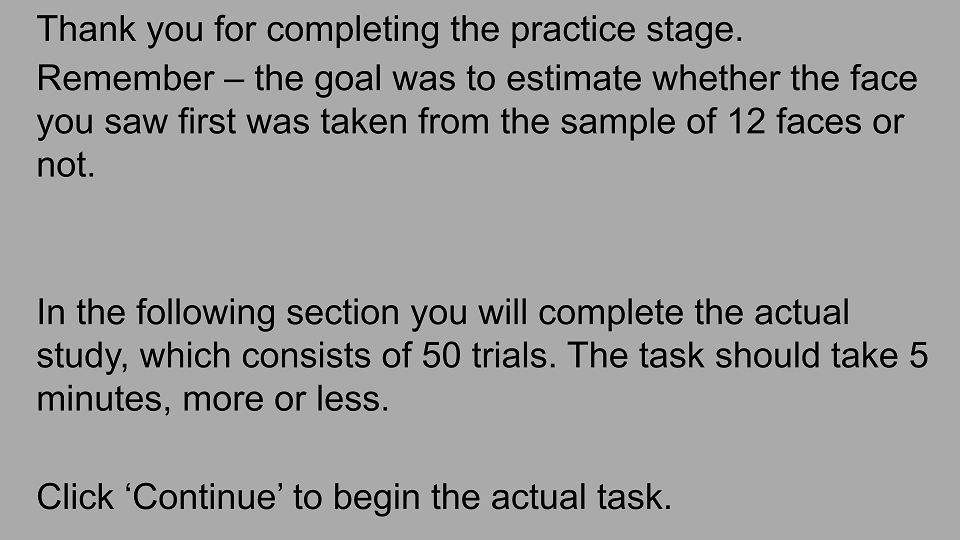 Thank you for completing the practice stage.
Remember – the goal was to estimate whether the face
you saw first was taken from the sample of 12 faces or
not.
In the following section you will complete the actual
study, which consists of 50 trials. The task should take 5
minutes, more or less.
Click ‘Continue’ to begin the actual task.